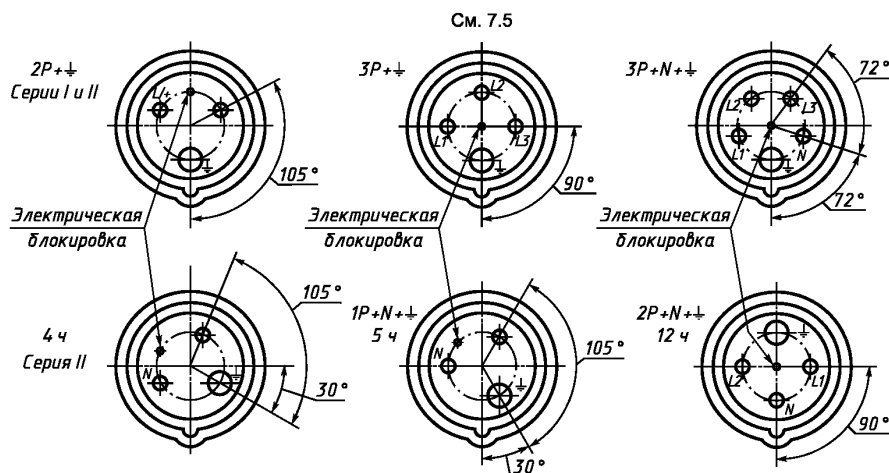 См. 7.5
2P+⏚
Серии I и II
L/+
⏚
105°
3P+⏚
L2
L1
L3
⏚
90°
3P+N+⏚
L2
L3
L1
N
⏚
72°
72°
Электрическая
блокировка
Электрическая
блокировка
Электрическая
блокировка
4 ч
Серия II
N
⏚
105°
30°
1P+N+⏚
5 ч
N
⏚
105°
30°
2P+N+⏚
12 ч
⏚
L2
L1
N
90°